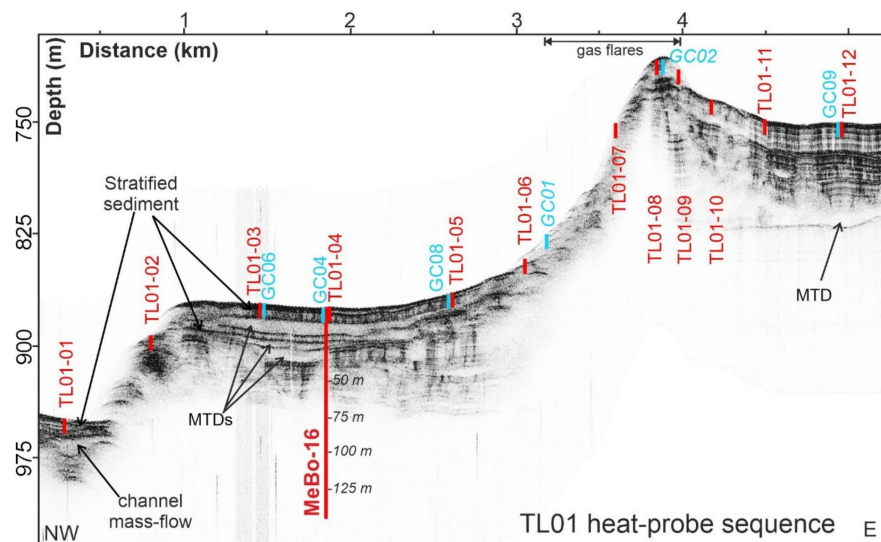 1
2
3
4
5
Distance (km)
Depth (m)
750
825
900
975
gas flares
GC02
TL01-11
GC09
TL01-12
Stratified
sediment
TL01-01
TL01-02
TL01-03
GC06
GC04
TL01-04
GC08
TL01-05
TL01-06
GC01
TL01-07
TL01-08
TL01-09
TL01-10
MTD
MTDs
50 m
75 m
100 m
125 m
MeBo-16
channel
mass-flow
NW
TL01 heat-probe sequence
E